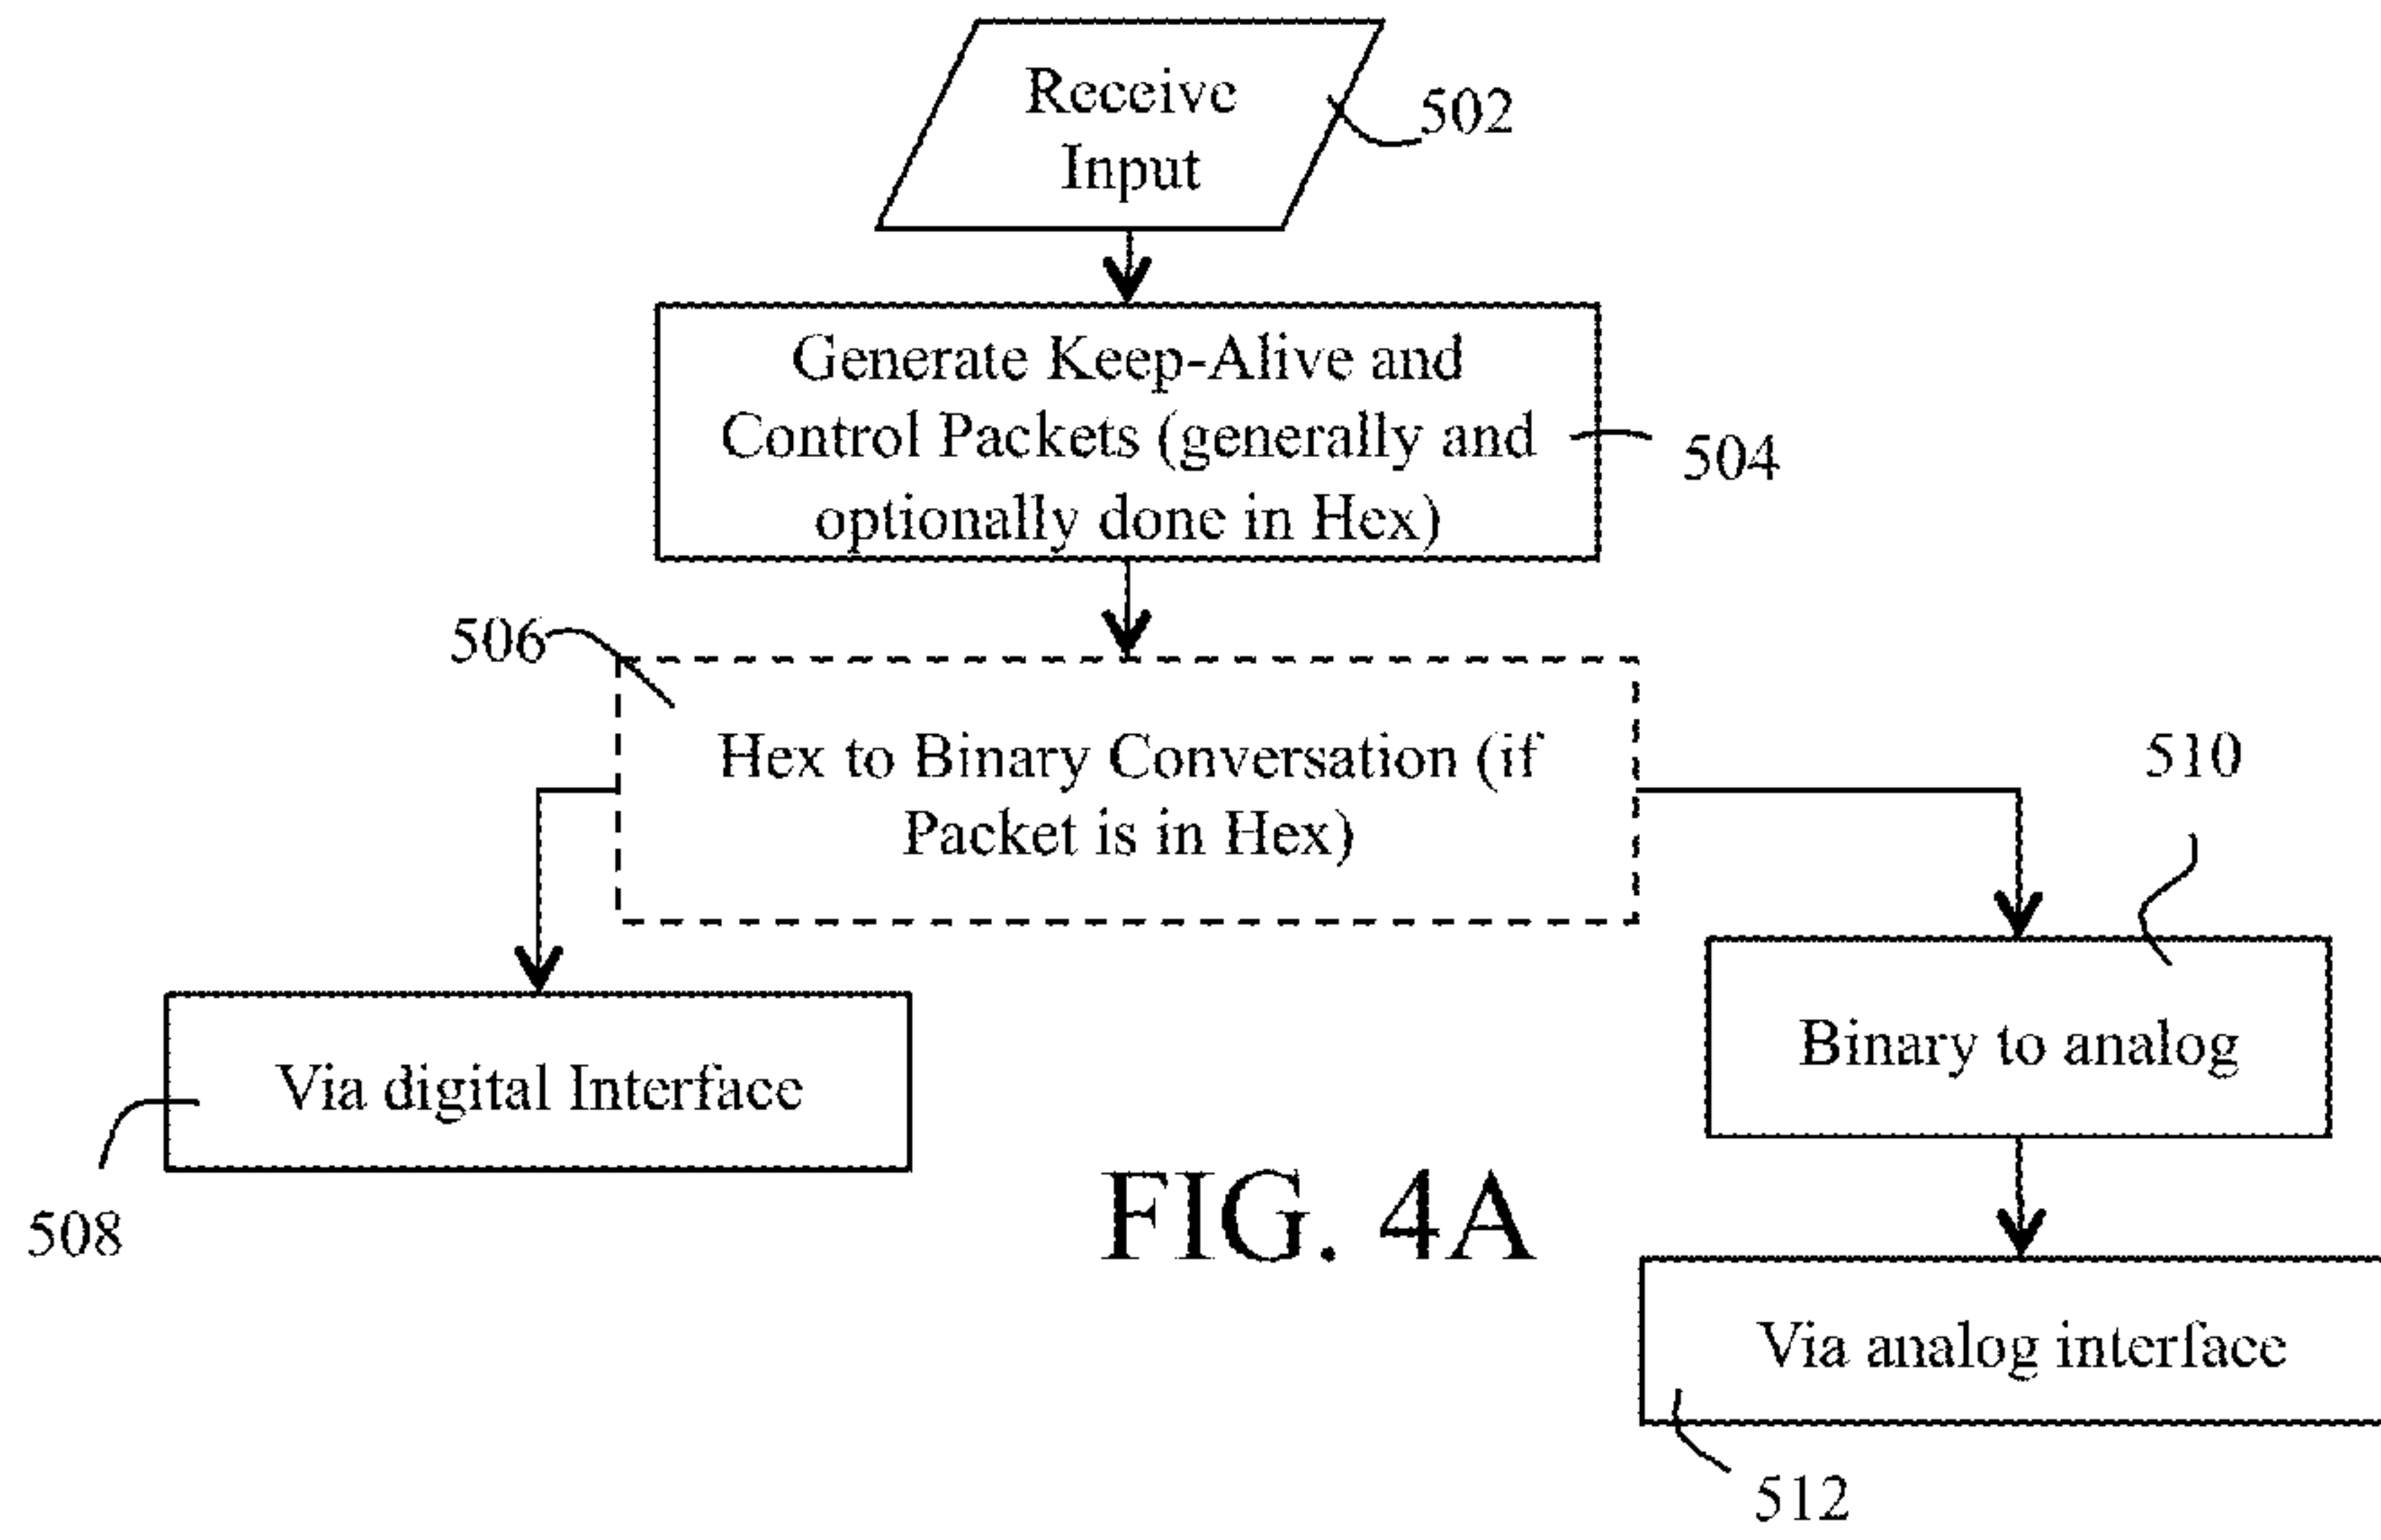 Receive
Input
502
Generate Keep-Alive and
Control Packets (generally and
optionally done in Hex)
504
506
Hex to Binary Conversation (if
Packet is in Hex)
510
Binary to analog
Via digital Interface
508
FIG. 4A
Via analog interface
512